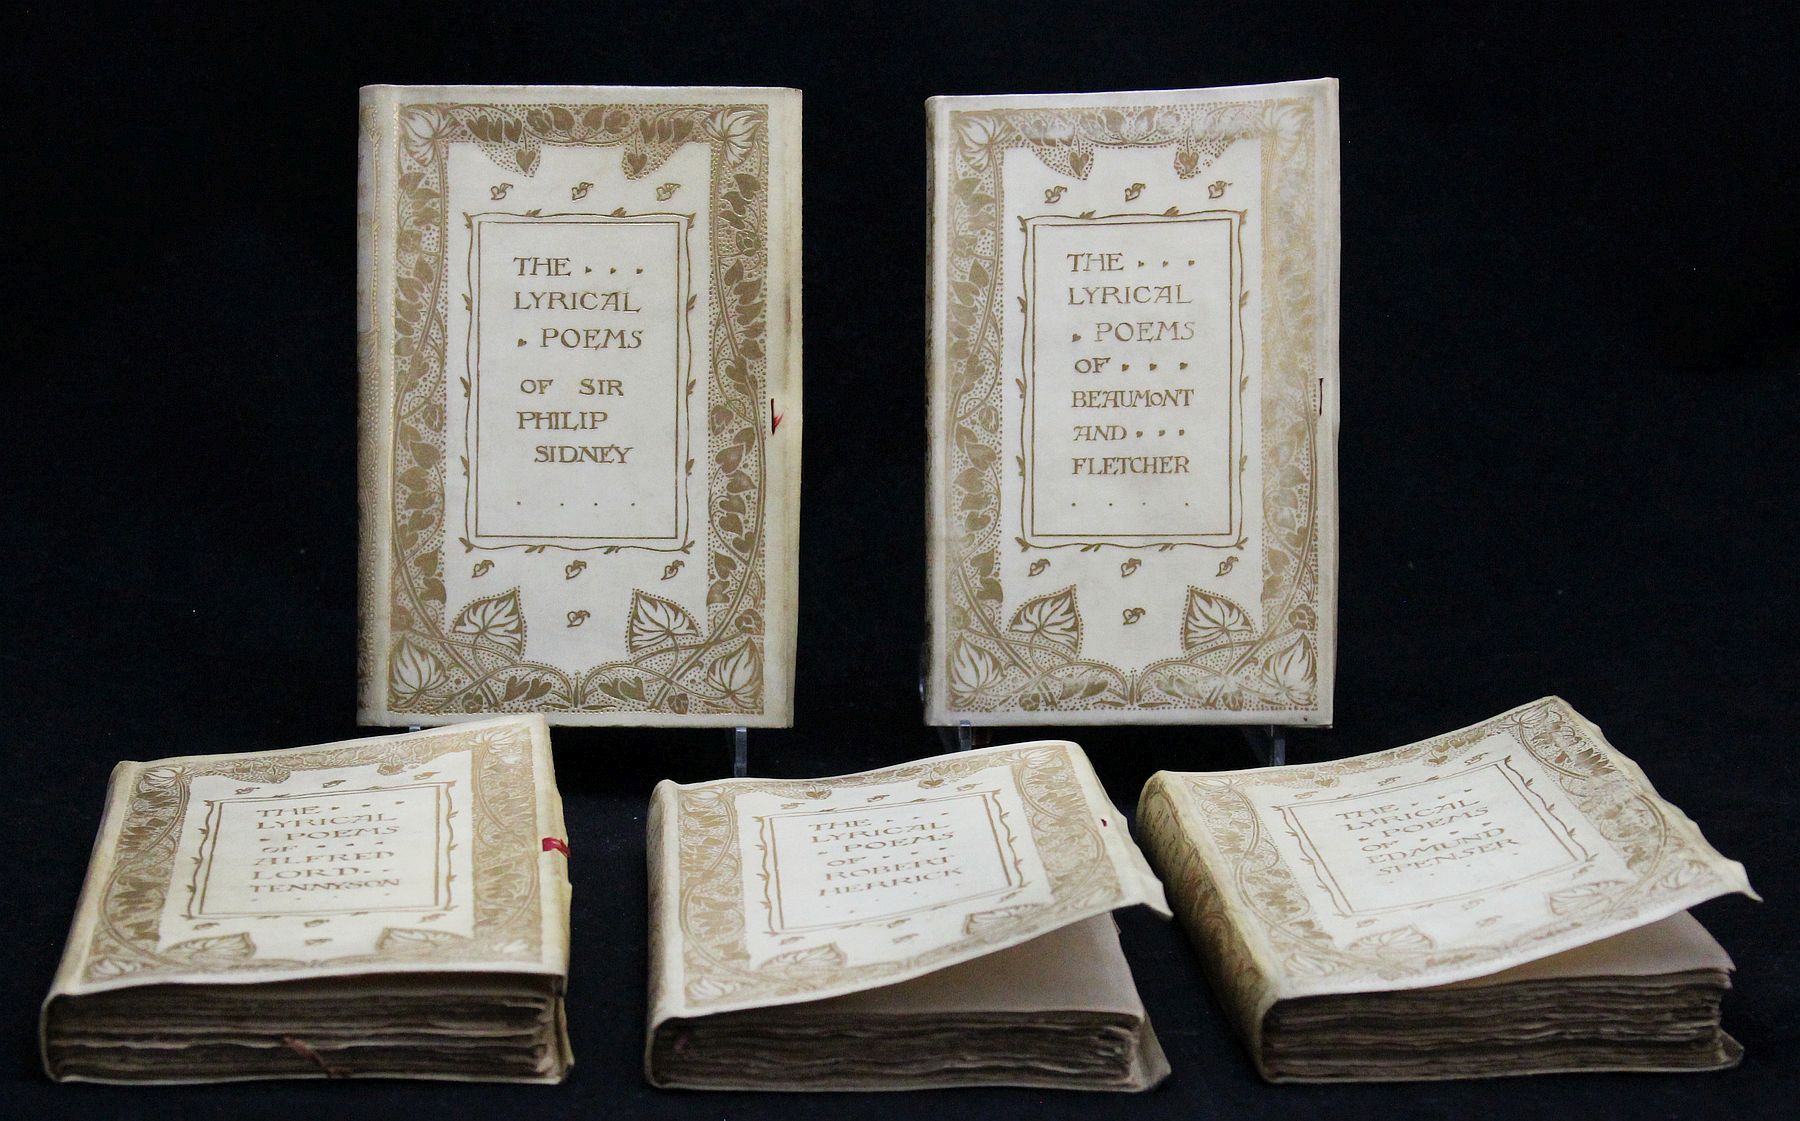 THE
LYRICAL
POEMS
OF SIR
PHILIP
SIDNEY
THE
LYRICAL
POEMS
OF
BEAUMONT
AND
FLETCHER
THE
LYRICAL
POEMS
OF
ALFRED
LORD
TENNYSON
THE
LYRICAL
POEMS
OF
ROBERT
HERRICK
THE
LYRICAL
POEMS
OF
EDMUND
SPENSER